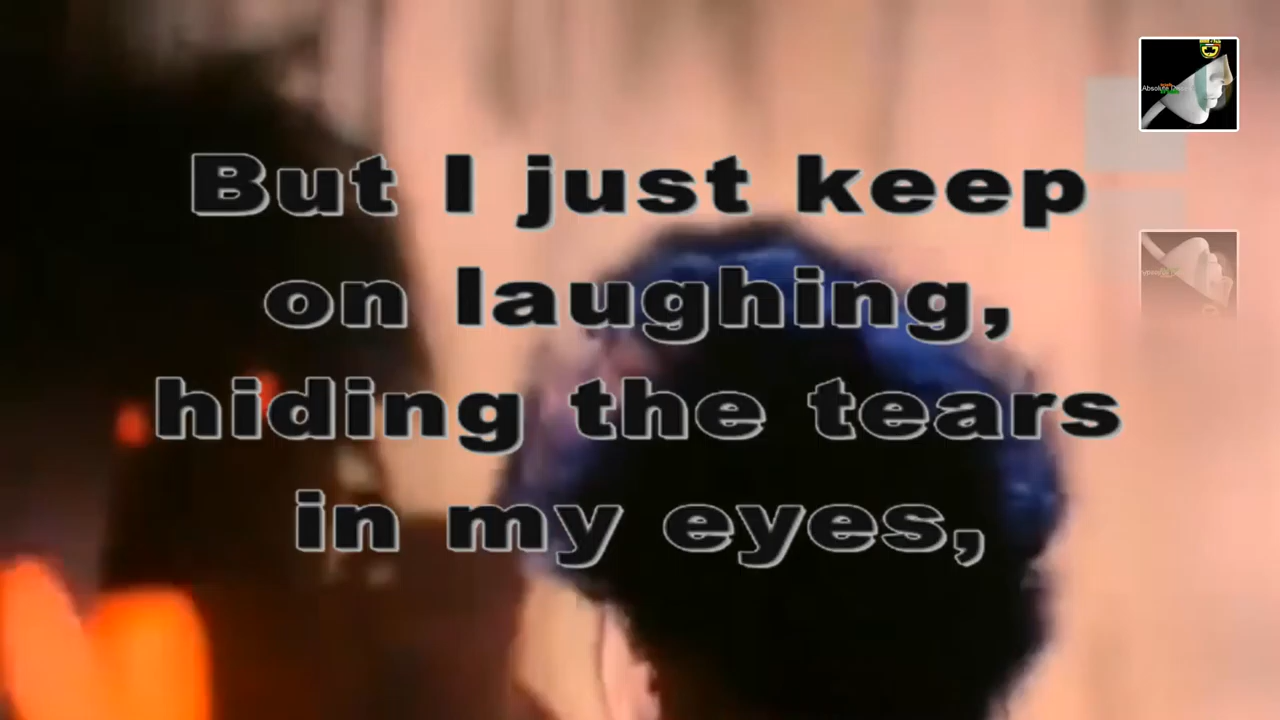 But I just keep
on laughing,
hiding the tears
in my eyes,